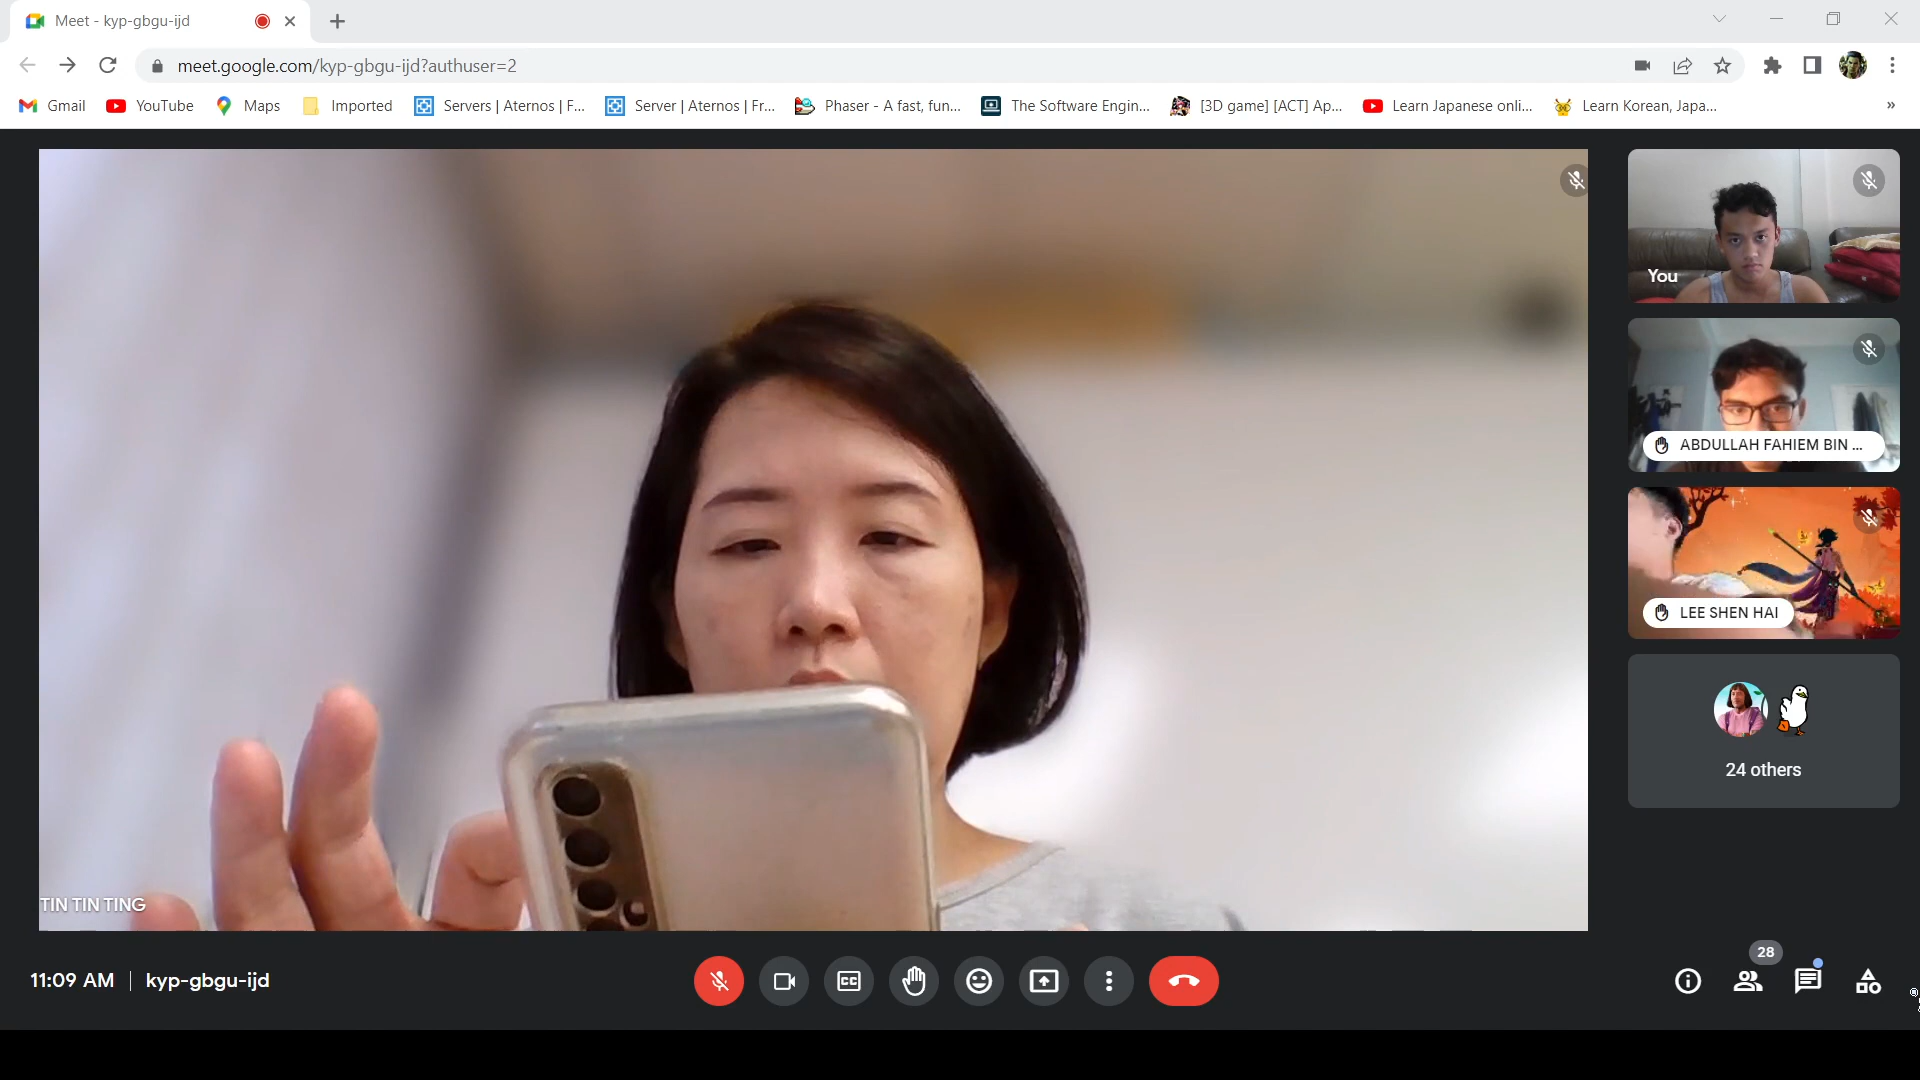 Meet - kyp-gbgu-ijd
meet.google.com/kyp-gbgu-ijd?authuser=2
Gmail YouTube Maps Imported Servers | Aternos | F... Server | Aternos | Fr... Phaser - A fast, fun... The Software Engin... [3D game] [ACT] Ap... Learn Japanese onli... Learn Korean, Japa... »
You
ABDULLAH FAHIEM BIN ...
LEE SHEN HAI
24 others
TIN TIN TING
11:09 AM | kyp-gbgu-ijd
CC
28